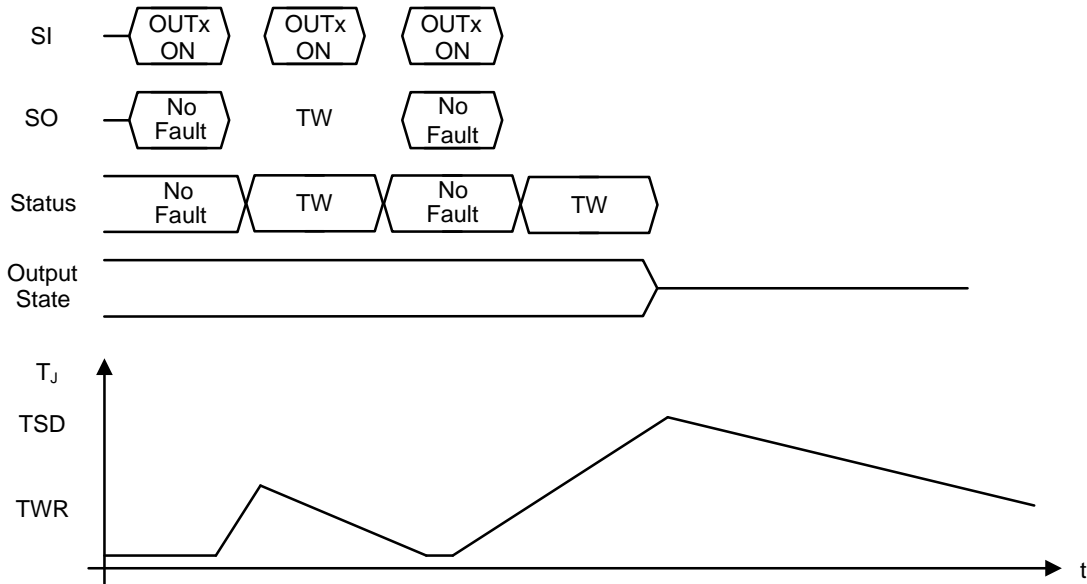 SI
OUTx
ON
OUTx
ON
OUTx
ON
SO
No
Fault
TW
No
Fault
Status
No
Fault
TW
No
Fault
TW
Output
State
TJ
TSD
TWR
t